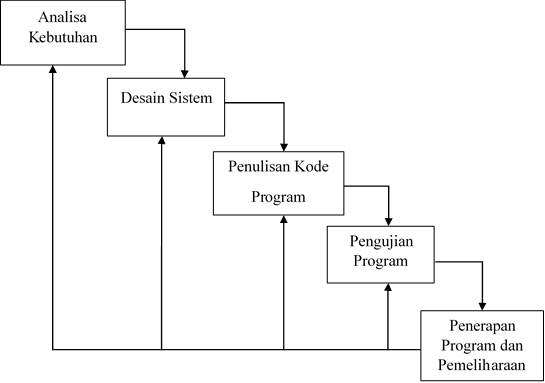 Analisa
Kebutuhan
Desain Sistem
Penulisan Kode
Program
Pengujian
Program
Penerapan
Program dan
Pemeliharaan